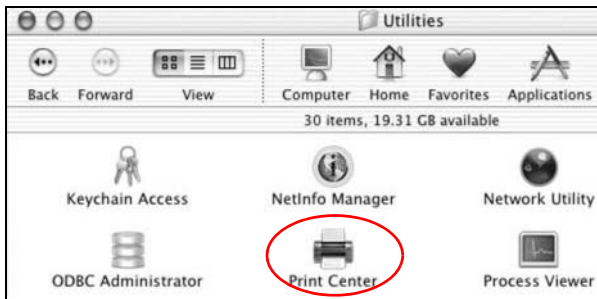 Utilities
Back Forward View Computer Home Favorites Applications
30 items, 19.31 GB available
Keychain Access NetInfo Manager Network Utility
ODBC Administrator Print Center Process Viewer